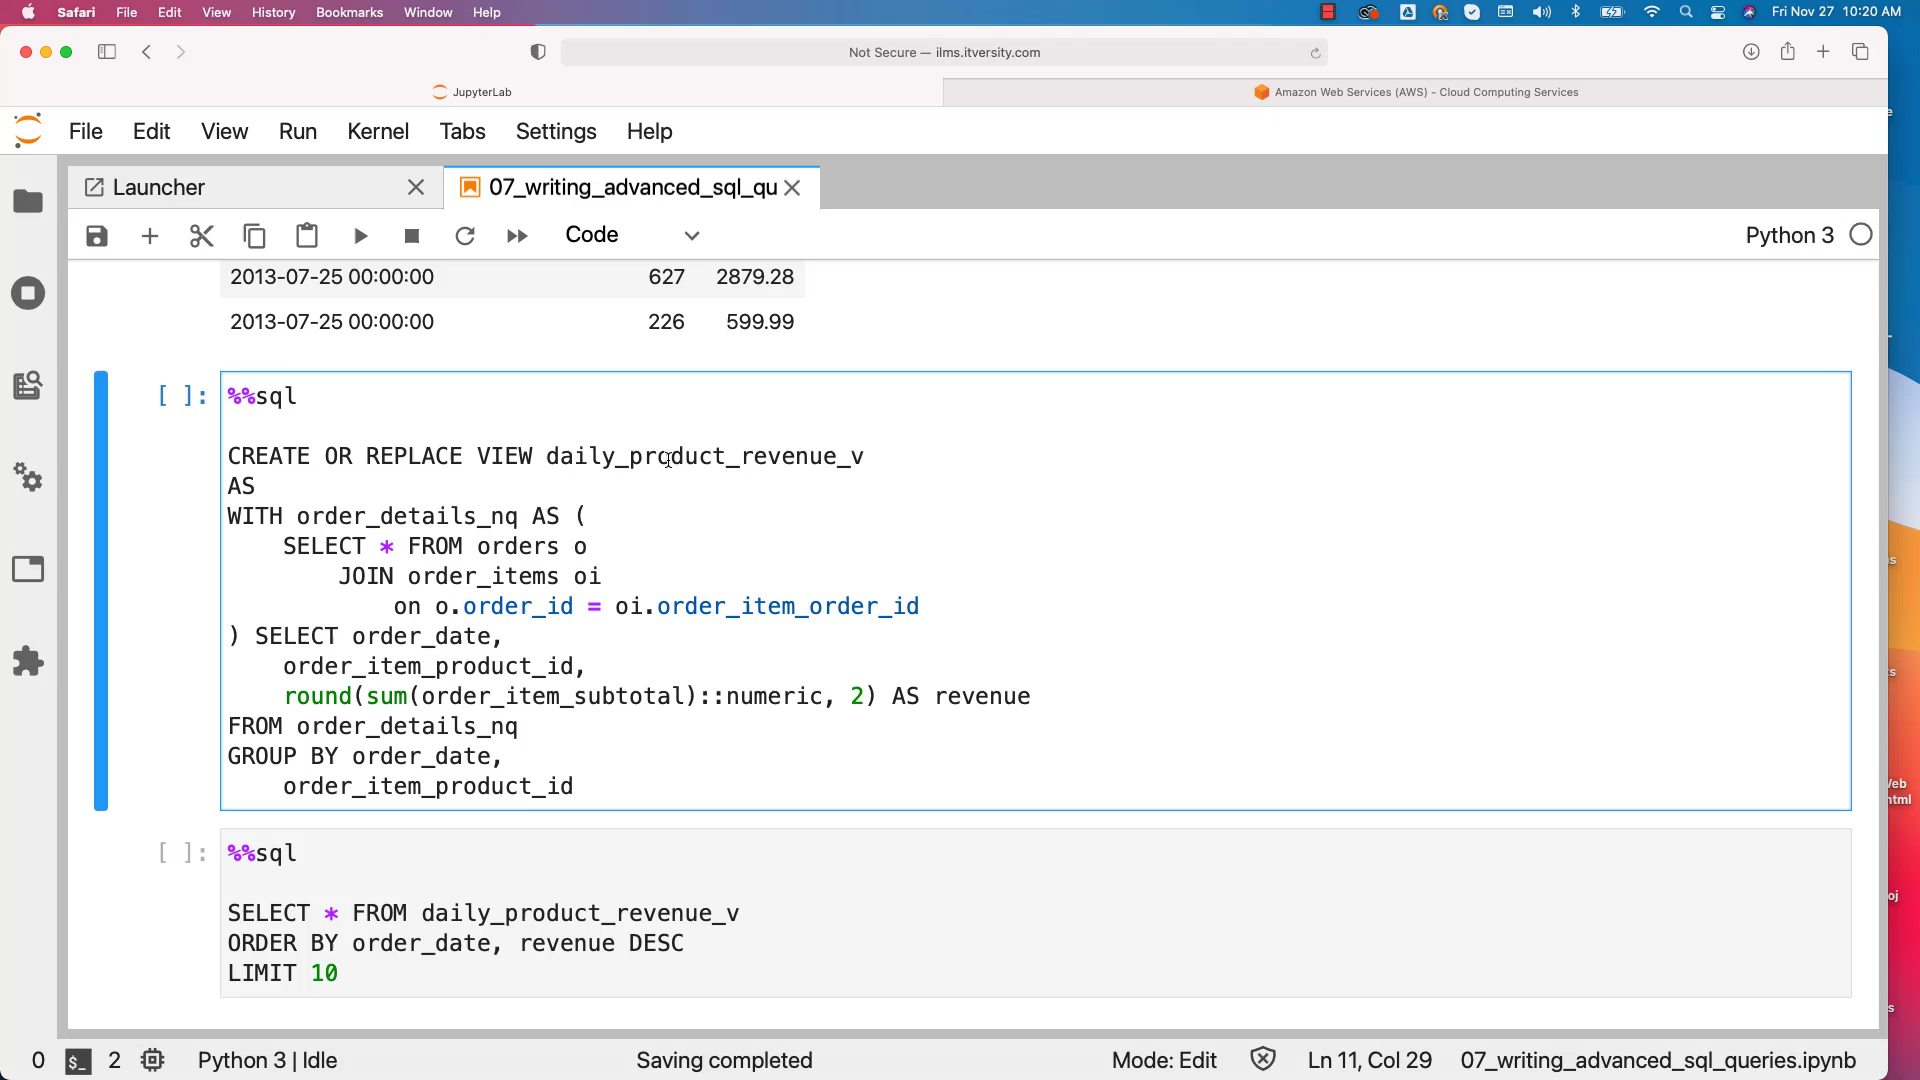 Safari File Edit View History Bookmarks Window Help Fri Nov 27 10:20 AM
Not Secure — ilms.itversity.com
JupyterLab Amazon Web Services (AWS) - Cloud Computing Services
File Edit View Run Kernel Tabs Settings Help
Launcher 07_writing_advanced_sql_qu
Code Python 3
2013-07-25 00:00:00 627 2879.28
2013-07-25 00:00:00 226 599.99
[ ]: %%sql
CREATE OR REPLACE VIEW daily_product_revenue_v
AS
WITH order_details_nq AS (
SELECT * FROM orders o
JOIN order_items oi
on o.order_id = oi.order_item_order_id
) SELECT order_date,
order_item_product_id,
round(sum(order_item_subtotal)::numeric, 2) AS revenue
FROM order_details_nq
GROUP BY order_date,
order_item_product_id
[ ]: %%sql
SELECT * FROM daily_product_revenue_v
ORDER BY order_date, revenue DESC
LIMIT 10
0 $_ 2 Python 3 | Idle Saving completed Mode: Edit Ln 11, Col 29 07_writing_advanced_sql_queries.ipynb